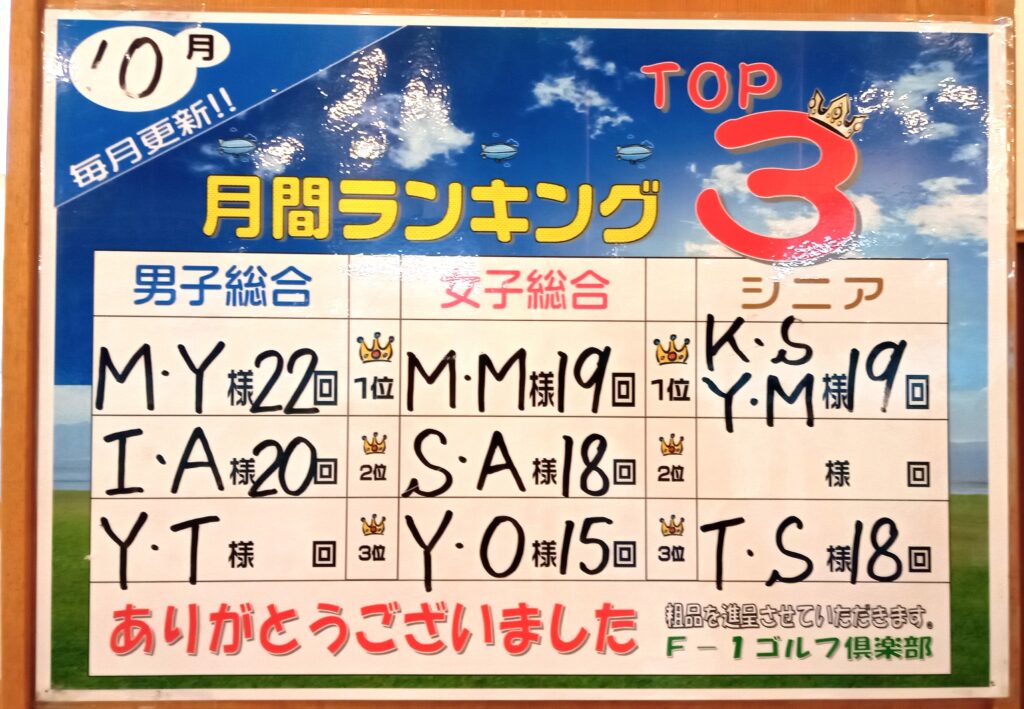 10月
毎月更新!!
TOP
3
月間ランキング
男子総合 女子総合 シニア
M・Y様22回 1位 M・M様19回 1位 K・S Y・M様19回
I・A様20回 2位 S・A様18回 2位 様 回
Y・T様 回 3位 Y・O様15回 3位 T・S様18回
ありがとうございました
粗品を進呈させていただきます。
F-1ゴルフ倶楽部